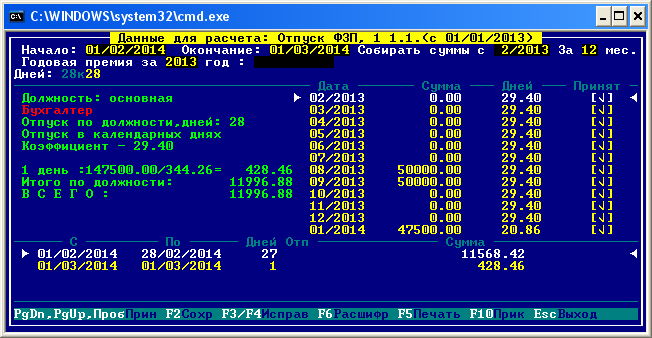 C:\WINDOWS\system32\cmd.exe
Данные для расчета: Отпуск ФЗП, 1 1.1.(с 01/01/2013)
Начало: 01/02/2014 Окончание: 01/03/2014 Собирать суммы с 2/2013 За 12 мес.
Годовая премия за 2013 год :
Дней: 28к28
Дата Сумма Дней Принят
Должность: основная 02/2013 0.00 29.40 [√]
Бухгалтер 03/2013 0.00 29.40 [√]
Отпуск по должности,дней: 28 04/2013 0.00 29.40 [√]
Отпуск в календарных днях 05/2013 0.00 29.40 [√]
Коэффициент - 29.40 06/2013 0.00 29.40 [√]
07/2013 0.00 29.40 [√]
1 день :147500.00/344.26= 428.46 08/2013 50000.00 29.40 [√]
Итого по должности: 11996.88 09/2013 50000.00 29.40 [√]
В С Е Г О : 11996.88 10/2013 0.00 29.40 [√]
11/2013 0.00 29.40 [√]
12/2013 0.00 29.40 [√]
01/2014 47500.00 20.86 [√]
С По Дней Отп Сумма
01/02/2014 28/02/2014 27 11568.42
01/03/2014 01/03/2014 1 428.46
PgDn,PgUp,ПробПрин F2Сохр F3/F4Исправ F6Расшифр F5Печать F10Прик EscВыход